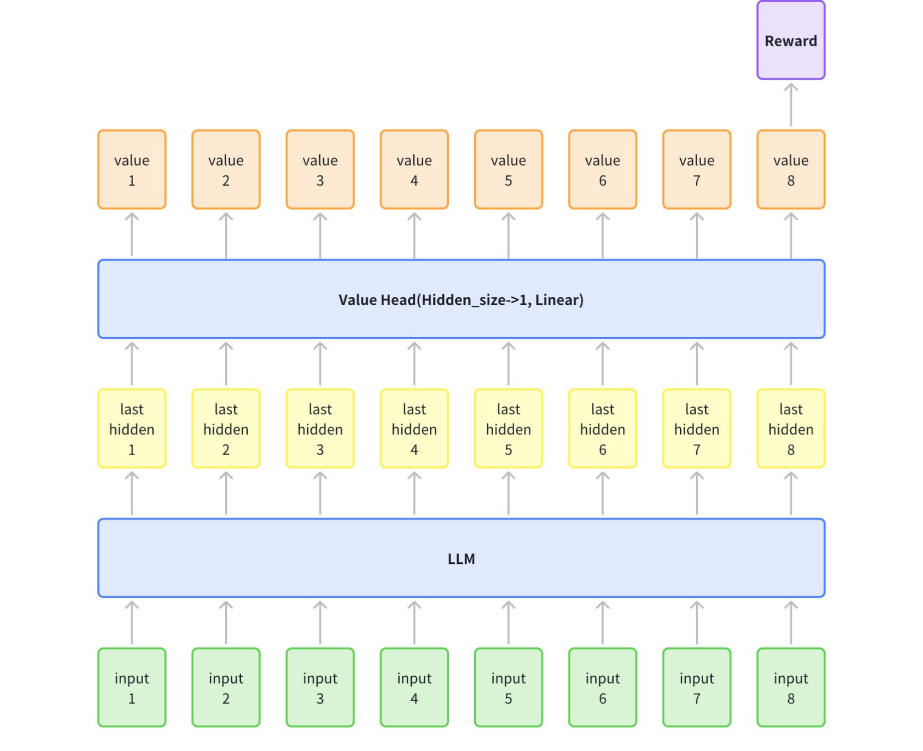 Reward
value
1
value
2
value
3
value
4
value
5
value
6
value
7
value
8
Value Head(Hidden_size->1, Linear)
last
hidden
1
last
hidden
2
last
hidden
3
last
hidden
4
last
hidden
5
last
hidden
6
last
hidden
7
last
hidden
8
LLM
input
1
input
2
input
3
input
4
input
5
input
6
input
7
input
8